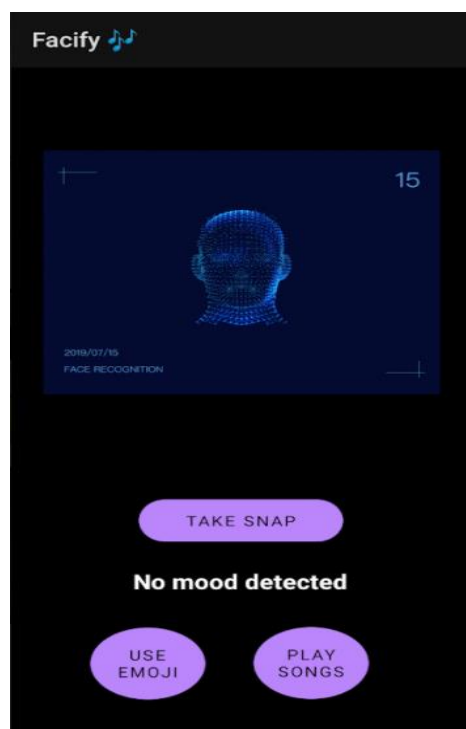 Facify 🎶
15
2019/07/15
FACE RECOGNITION
TAKE SNAP
No mood detected
USE
EMOJI
PLAY
SONGS